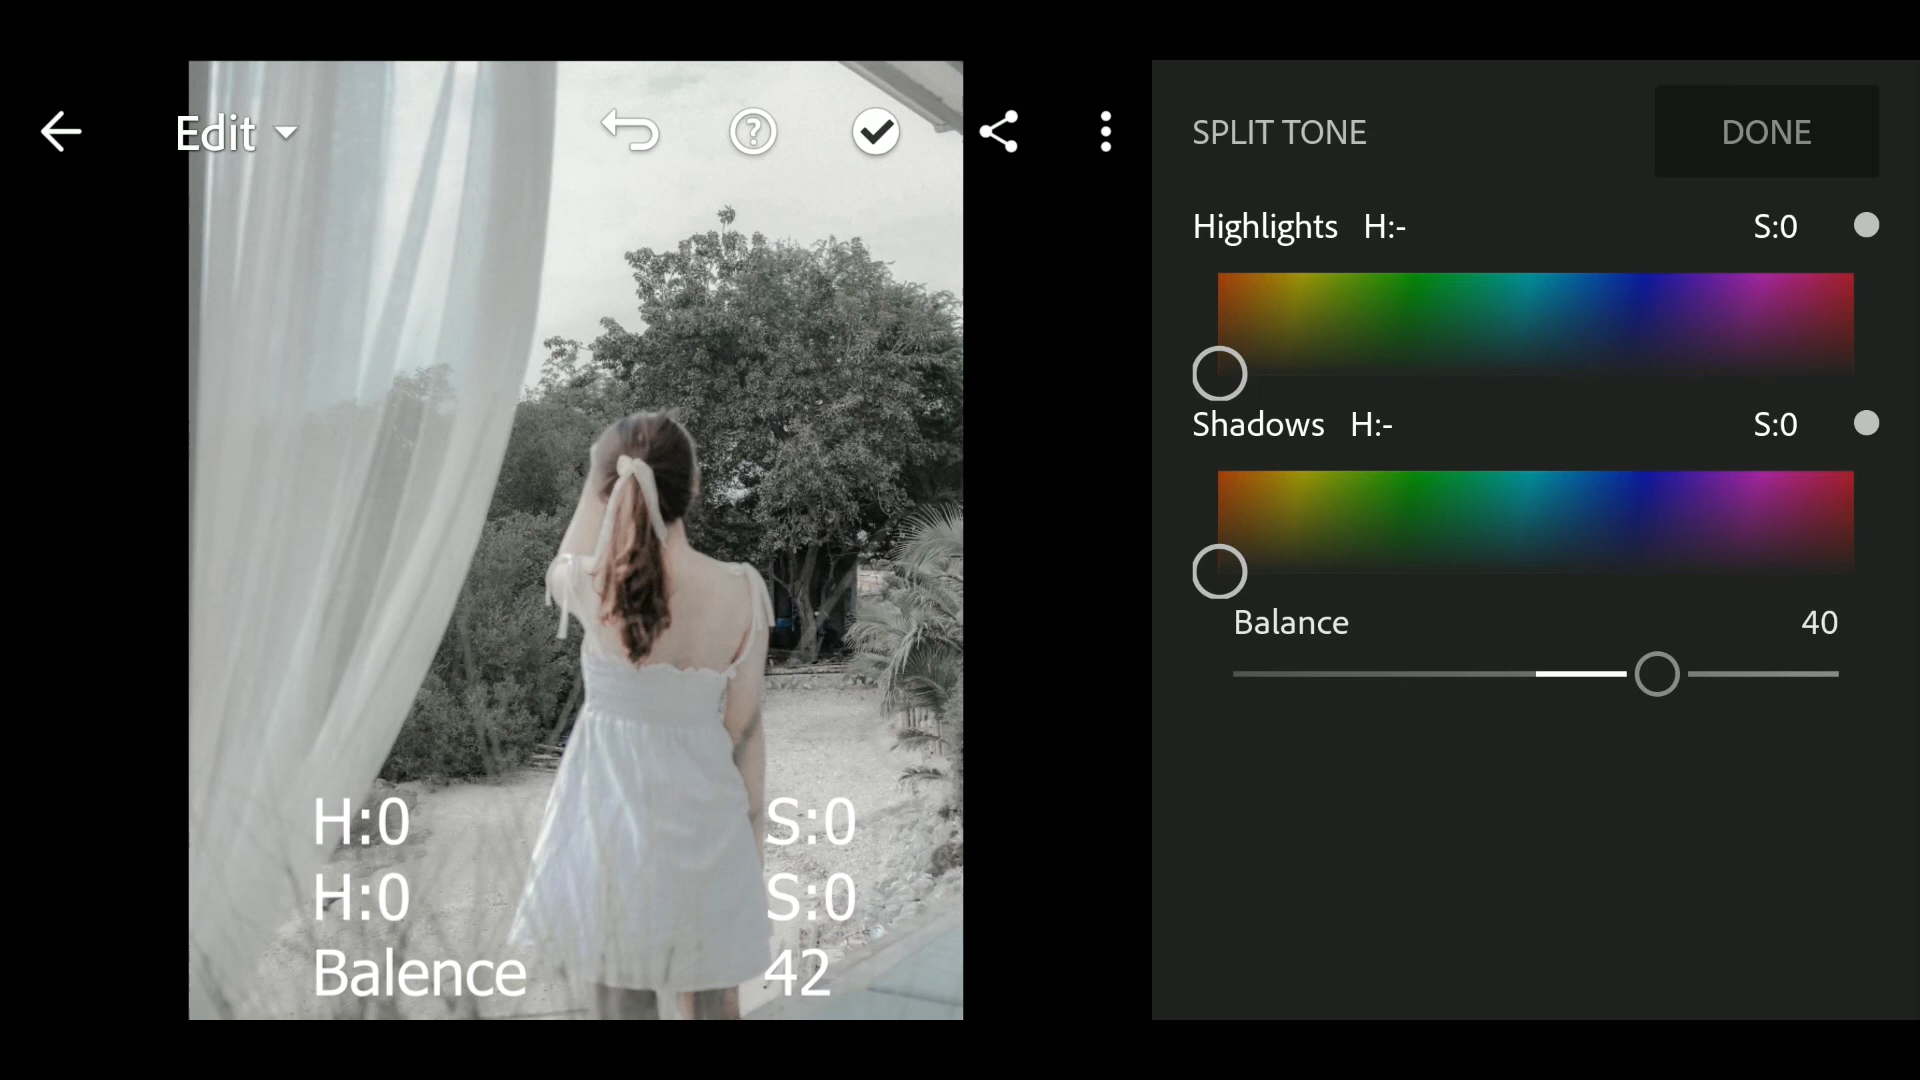 Edit
SPLIT TONE
DONE
Highlights H:- S:0
Shadows H:- S:0
Balance 40
H:0 S:0
H:0 S:0
Balence 42